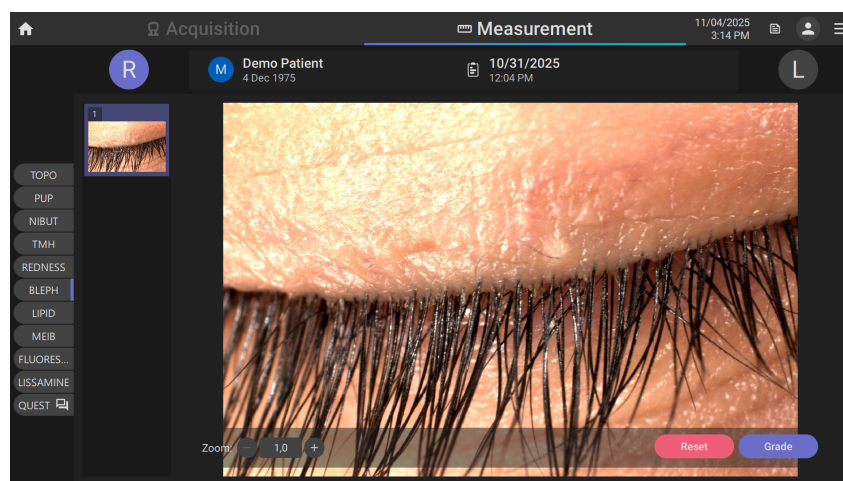 Acquisition
Measurement
11/04/2025
3:14 PM
R
M
Demo Patient
4 Dec 1975
10/31/2025
12:04 PM
L
1
TOPO
PUP
NIBUT
TMH
REDNESS
BLEPH
LIPID
MEIB
FLUORES...
LISSAMINE
QUEST
Zoom:
1,0
Reset
Grade